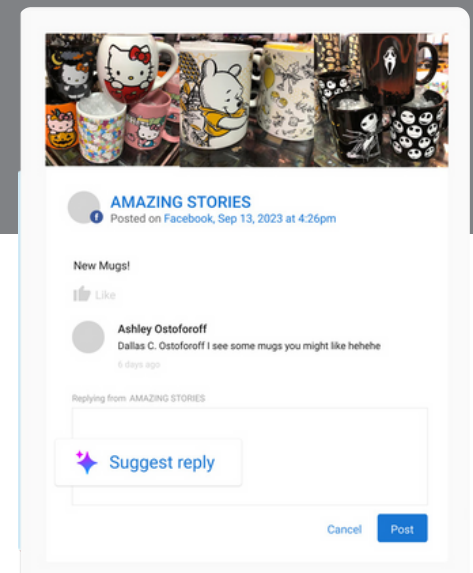 AMAZING STORIES
Posted on Facebook, Sep 13, 2023 at 4:26pm
New Mugs!
Like
Ashley Ostoforoff
Dallas C. Ostoforoff I see some mugs you might like hehehe
6 days ago
Replying from AMAZING STORIES
Suggest reply
Cancel
Post